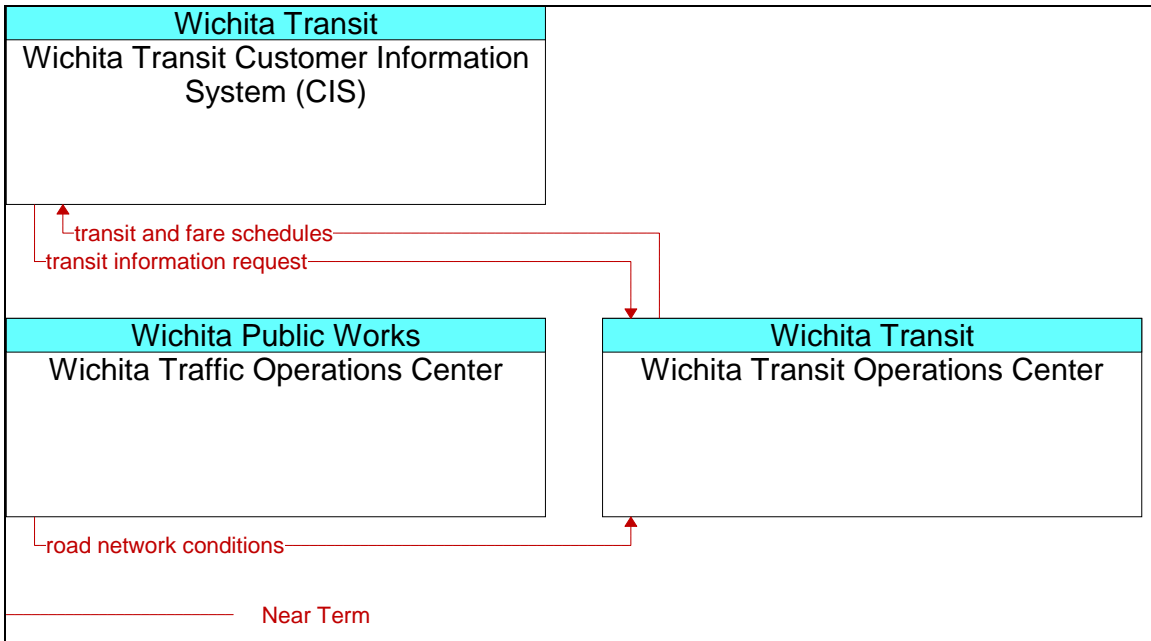 Wichita Transit
Wichita Transit Customer Information
System (CIS)
transit and fare schedules
transit information request
Wichita Public Works
Wichita Traffic Operations Center
Wichita Transit
Wichita Transit Operations Center
road network conditions
Near Term